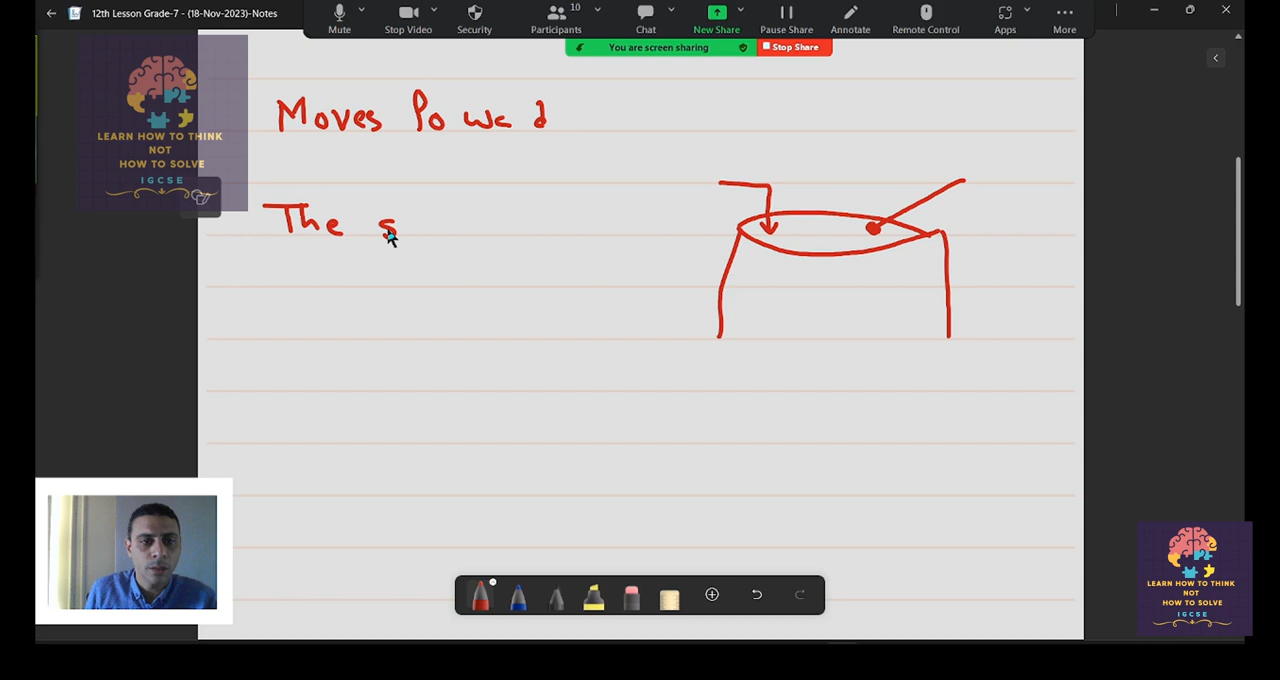 12th Lesson Grade-7 - (18-Nov-2023)-Notes
Mute
Stop Video
Security
10
Participants
Chat
New Share
Pause Share
Annotate
Remote Control
Apps
More
You are screen sharing
Stop Share
LEARN HOW TO THINK
NOT
HOW TO SOLVE
IGCSE
Moves
The s
LEARN HOW TO THINK
NOT
HOW TO SOLVE
IGCSE